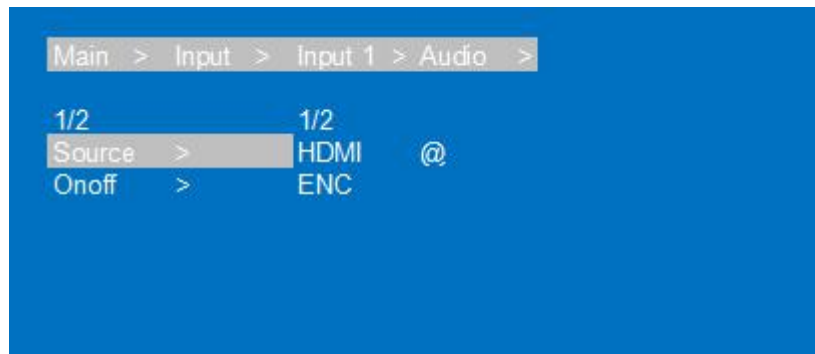 Main > Input > Input 1 > Audio >
1/2 1/2
Source > HDMI @
Onoff > ENC